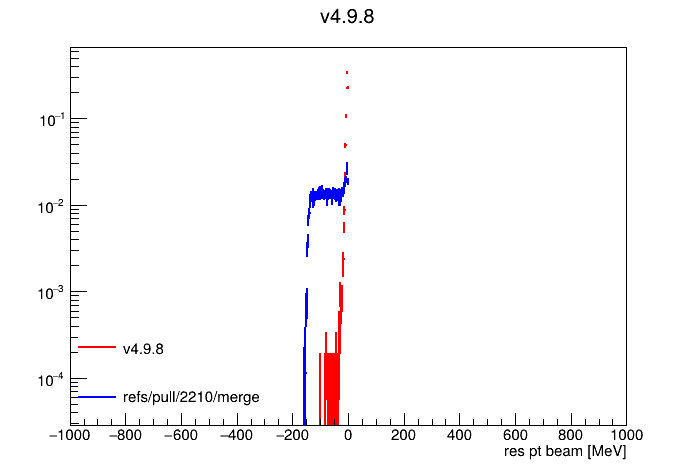 v4.9.8
10⁻¹
10⁻²
10⁻³
10⁻⁴
v4.9.8
refs/pull/2210/merge
−1000 −800 −600 −400 −200 0 200 400 600 800 1000
res pt beam [MeV]